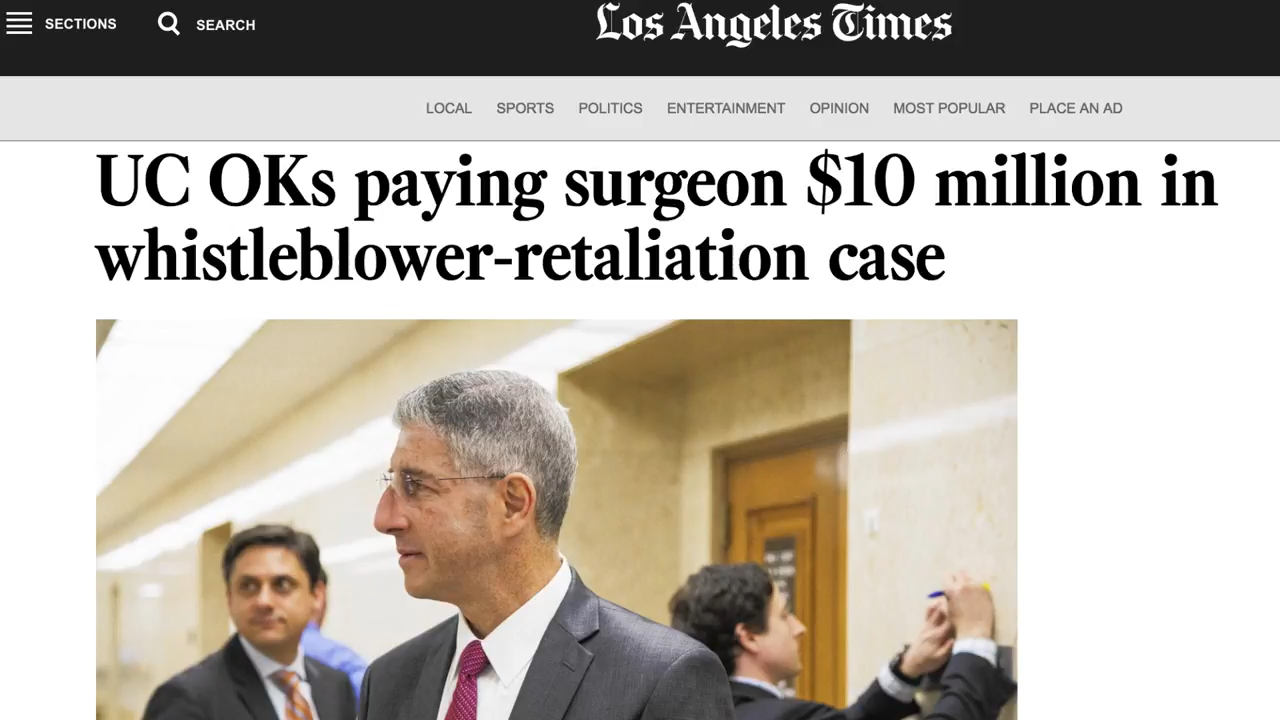 SECTIONS
SEARCH
Los Angeles Times
LOCAL SPORTS POLITICS ENTERTAINMENT OPINION MOST POPULAR PLACE AN AD
UC OKs paying surgeon $10 million in
whistleblower-retaliation case